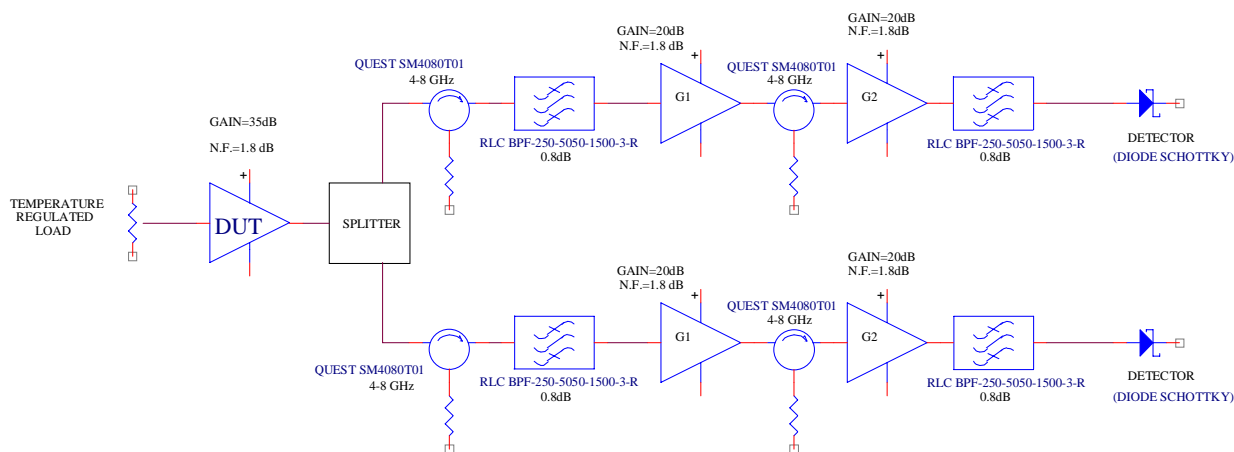 GAIN=20dB
N.F.=1.8 dB
GAIN=20dB
N.F.=1.8dB
QUEST SM4080T01
4-8 GHz
QUEST SM4080T01
4-8 GHz
+
+
G1
G2
RLC BPF-250-5050-1500-3-R
0.8dB
RLC BPF-250-5050-1500-3-R
0.8dB
DETECTOR
(DIODE SCHOTTKY)
GAIN=35dB
N.F.=1.8 dB
+
TEMPERATURE
REGULATED
LOAD
DUT
SPLITTER
GAIN=20dB
N.F.=1.8 dB
GAIN=20dB
N.F.=1.8dB
+
+
QUEST SM4080T01
4-8 GHz
G1
G2
QUEST SM4080T01
4-8 GHz
RLC BPF-250-5050-1500-3-R
0.8dB
RLC BPF-250-5050-1500-3-R
0.8dB
DETECTOR
(DIODE SCHOTTKY)